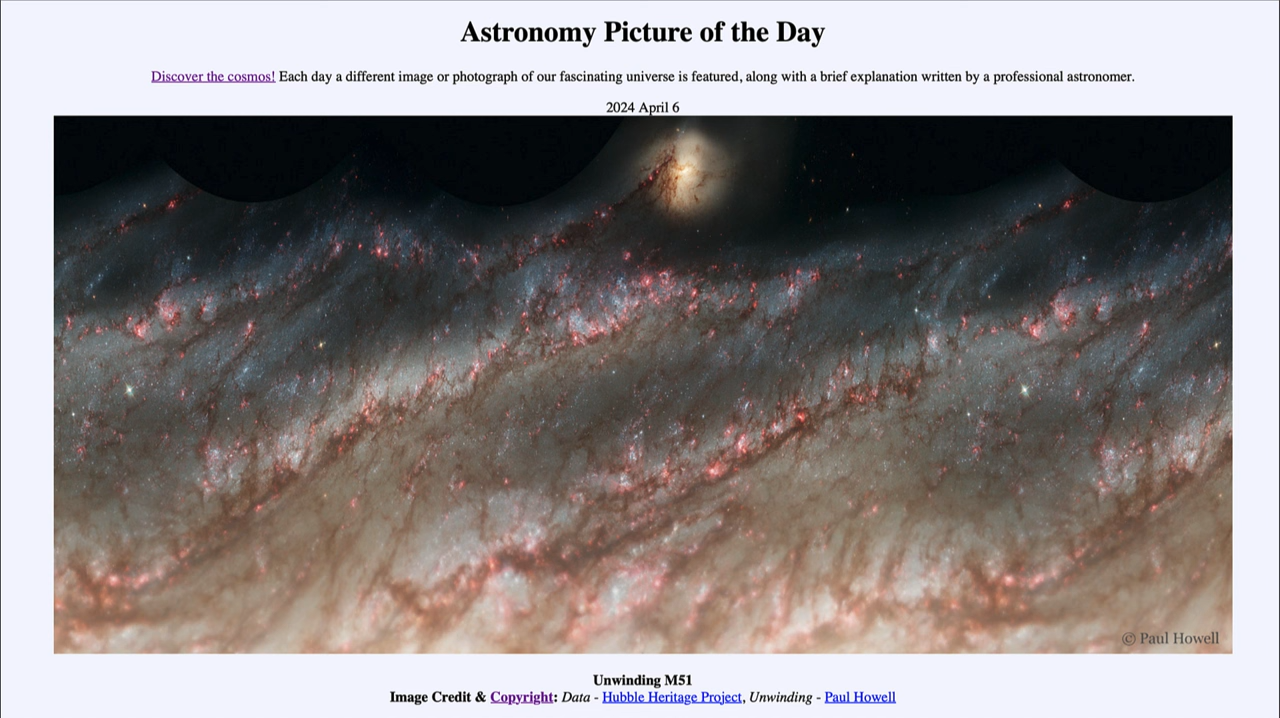 Astronomy Picture of the Day
Discover the cosmos! Each day a different image or photograph of our fascinating universe is featured, along with a brief explanation written by a professional astronomer.
2024 April 6
© Paul Howell
Unwinding M51
Image Credit & Copyright: Data - Hubble Heritage Project, Unwinding - Paul Howell